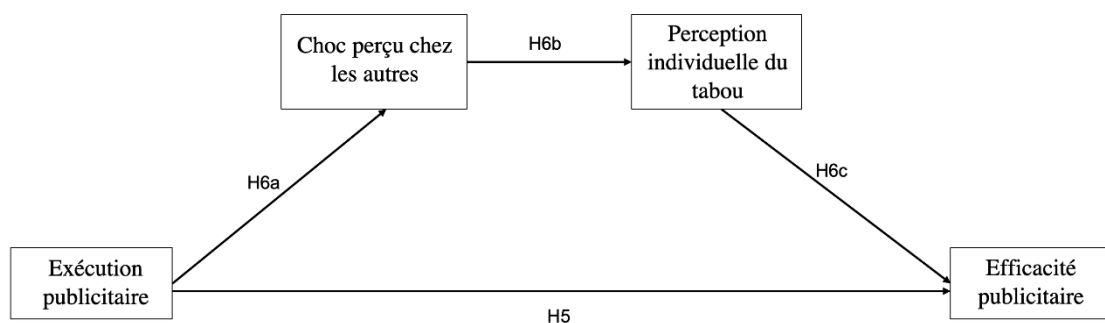 Choc perçu chez
les autres
H6b
Perception
individuelle du
tabou
H6a
H6c
Exécution
publicitaire
H5
Efficacité
publicitaire